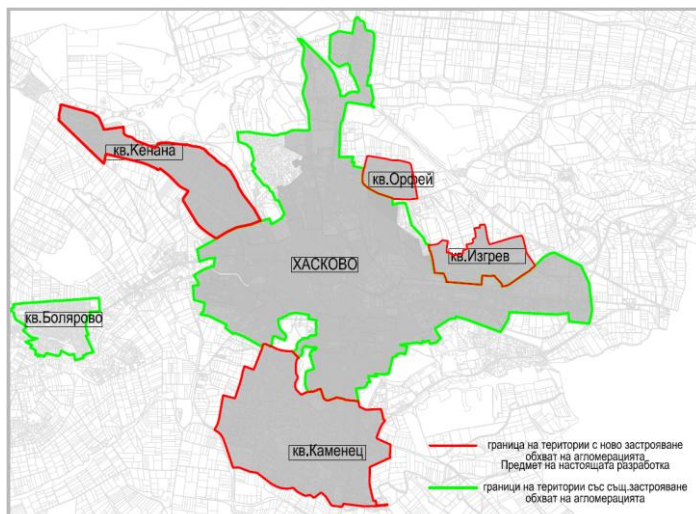 кв.Кенана
кв.Орфей
кв.Изгрев
ХАСКОВО
кв.Болярово
кв.Каменец
граница на територии с ново застрояване
обхват на агломерацията
Предмет на настоящата разработка
граници на територии със същ.застрояване
обхват на агломерацията